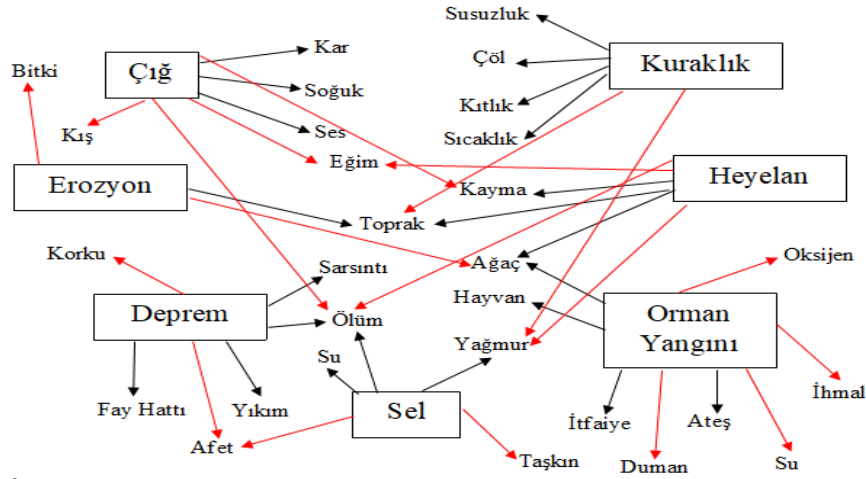 Susuzluk
Kar
Çığ
Kuraklık
Bitki
Çöl
Soğuk
Kıtlık
Kış
Ses
Sıcaklık
Eğim
Erozyon
Kayma
Heyelan
Toprak
Korku
Sarsıntı
Ağaç
Oksijen
Hayvan
Deprem
Ölüm
Orman
Yangını
Yağmur
Su
İhmal
Fay Hattı
Yıkım
Sel
İtfaiye
Ateş
Afet
Taşkın
Duman
Su